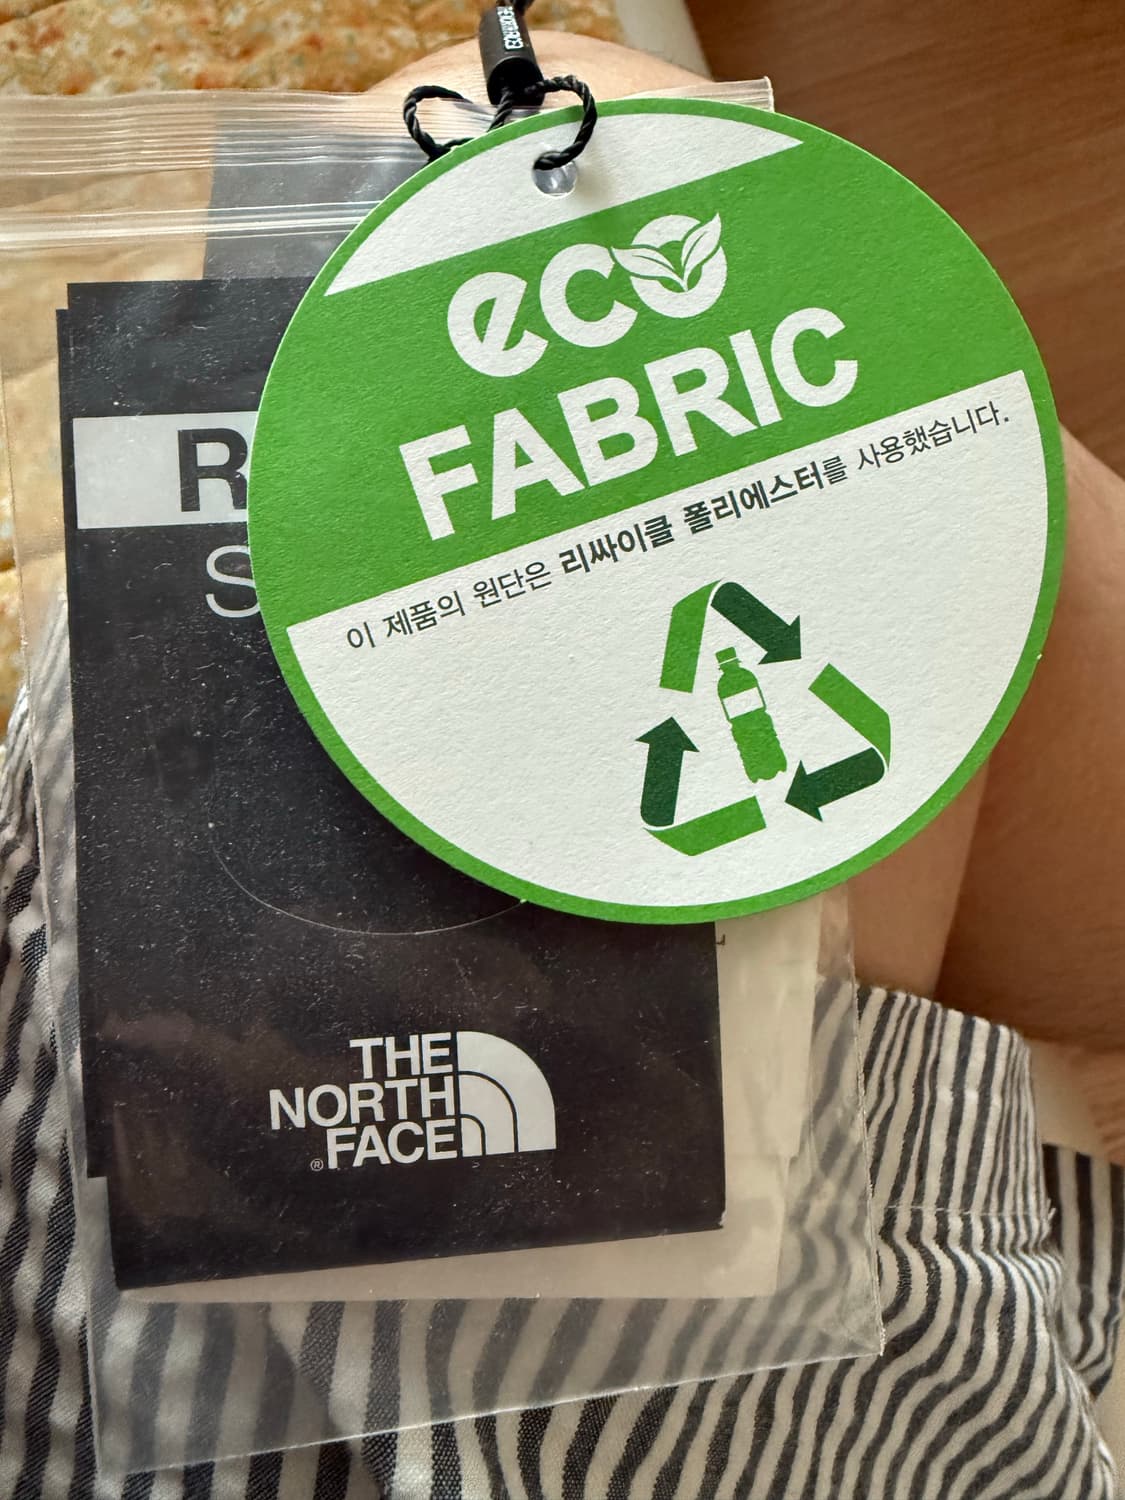 eco
FABRIC
이 제품의 원단은 리싸이클 폴리에스터를 사용했습니다.
THE
NORTH
FACE
®